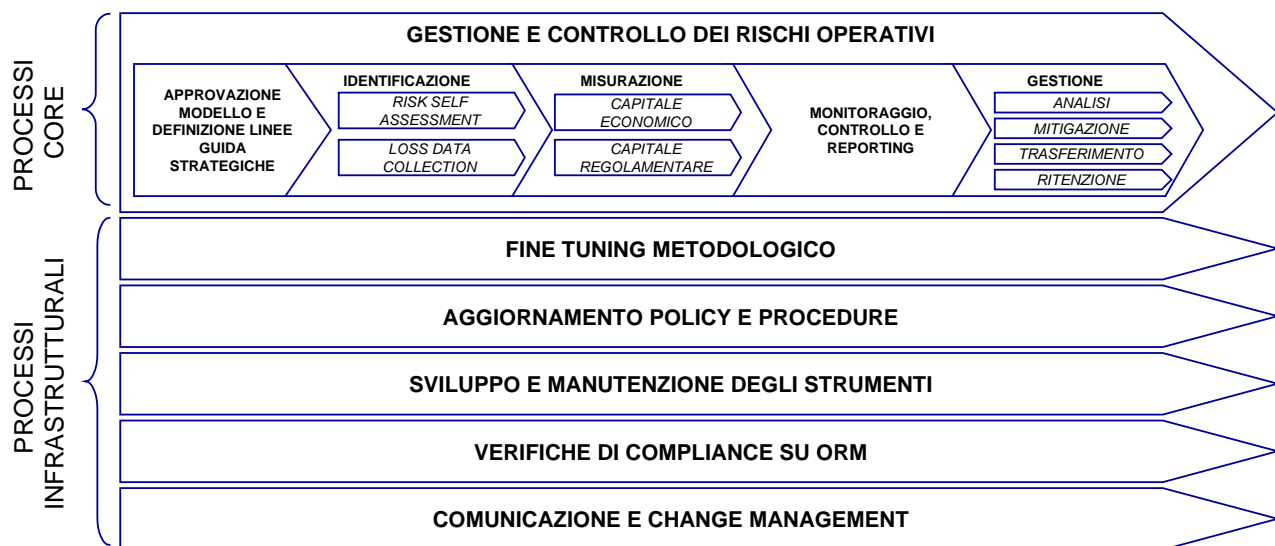 PROCESSI
CORE
GESTIONE E CONTROLLO DEI RISCHI OPERATIVI
APPROVAZIONE
MODELLO E
DEFINIZIONE LINEE
GUIDA
STRATEGICHE
IDENTIFICAZIONE
RISK SELF
ASSESSMENT
LOSS DATA
COLLECTION
MISURAZIONE
CAPITALE
ECONOMICO
CAPITALE
REGOLAMENTARE
MONITORAGGIO,
CONTROLLO E
REPORTING
GESTIONE
ANALISI
MITIGAZIONE
TRASFERIMENTO
RITENZIONE
PROCESSI
INFRASTRUTTURALI
FINE TUNING METODOLOGICO
AGGIORNAMENTO POLICY E PROCEDURE
SVILUPPO E MANUTENZIONE DEGLI STRUMENTI
VERIFICHE DI COMPLIANCE SU ORM
COMUNICAZIONE E CHANGE MANAGEMENT